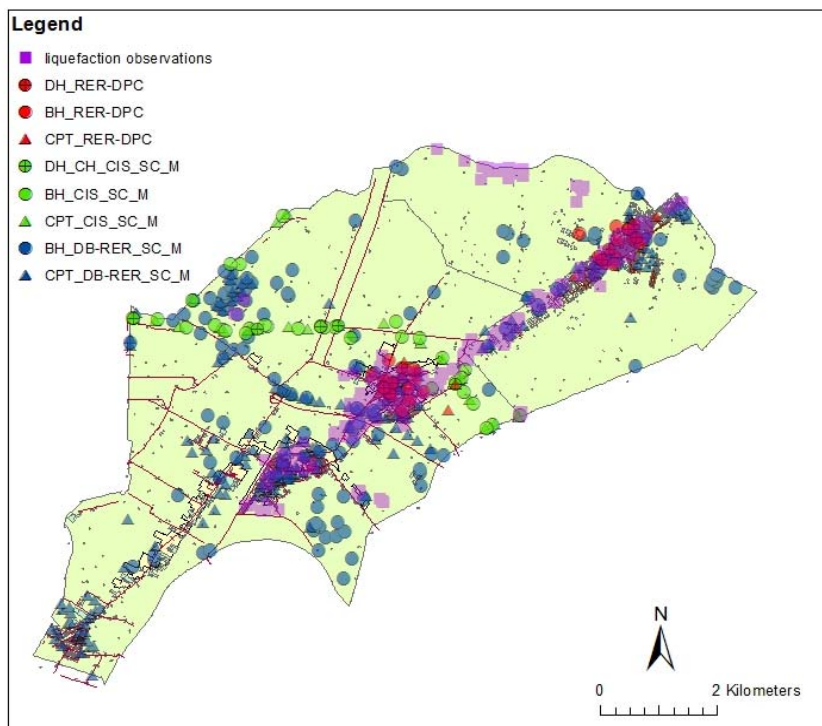 Legend
liquefaction observations
DH_RER-DPC
BH_RER-DPC
CPT_RER-DPC
DH_CH_CIS_SC_M
BH_CIS_SC_M
CPT_CIS_SC_M
BH_DB-RER_SC_M
CPT_DB-RER_SC_M
N
0 2 Kilometers